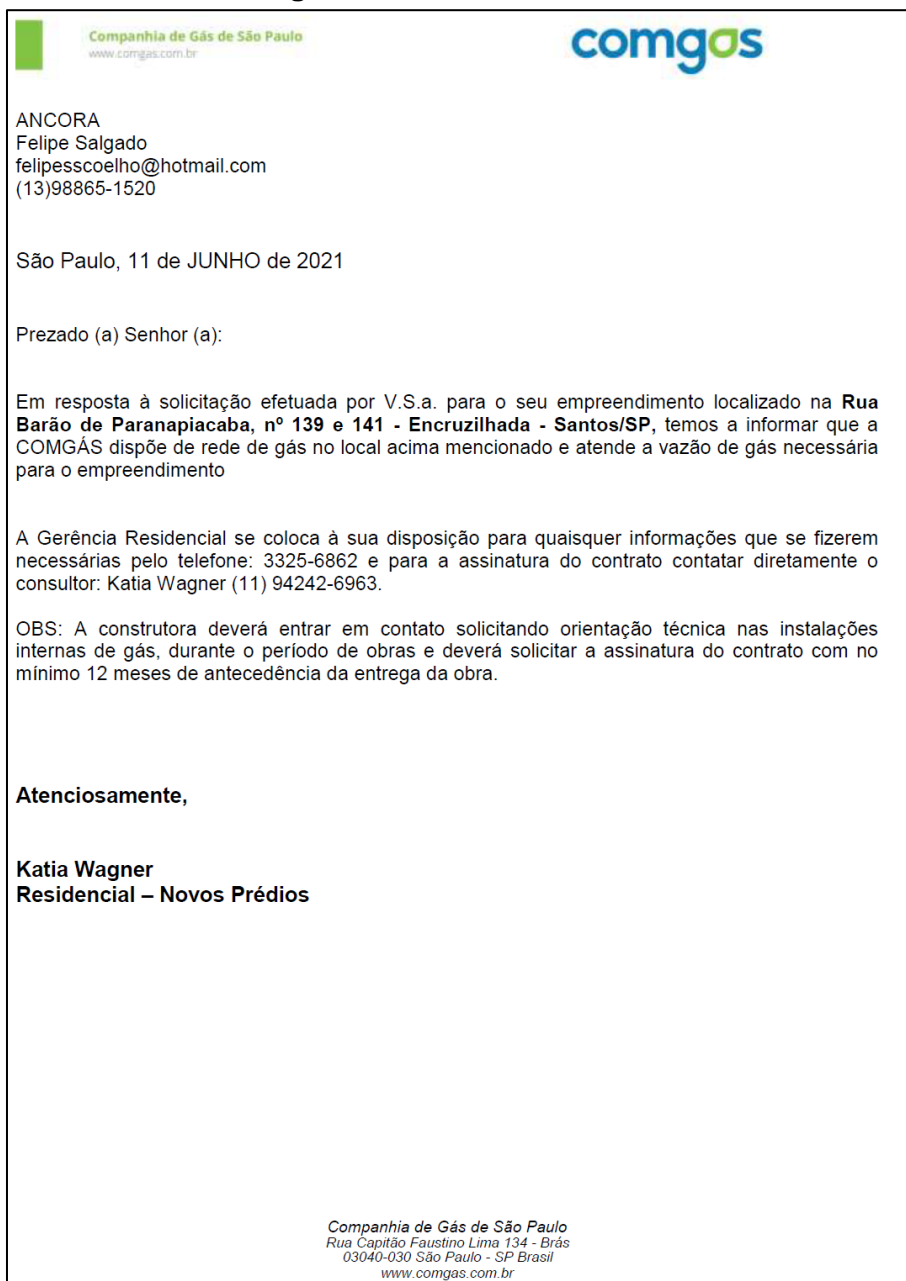 Companhia de Gás de São Paulo
www.comgas.com.br
comgas
ANCORA
Felipe Salgado
felipesscoelho@hotmail.com
(13)98865-1520
São Paulo, 11 de JUNHO de 2021
Prezado (a) Senhor (a):
Em resposta à solicitação efetuada por V.S.a. para o seu empreendimento localizado na Rua
Barão de Paranapiacaba, nº 139 e 141 - Encruzilhada - Santos/SP, temos a informar que a
COMGÁS dispõe de rede de gás no local acima mencionado e atende a vazão de gás necessária
para o empreendimento
A Gerência Residencial se coloca à sua disposição para quaisquer informações que se fizerem
necessárias pelo telefone: 3325-6862 e para a assinatura do contrato contatar diretamente o
consultor: Katia Wagner (11) 94242-6963.
OBS: A construtora deverá entrar em contato solicitando orientação técnica nas instalações
internas de gás, durante o período de obras e deverá solicitar a assinatura do contrato com no
mínimo 12 meses de antecedência da entrega da obra.
Atenciosamente,
Katia Wagner
Residencial – Novos Prédios
Companhia de Gás de São Paulo
Rua Capitão Faustino Lima 134 - Brás
03040-030 São Paulo - SP Brasil
www.comgas.com.br